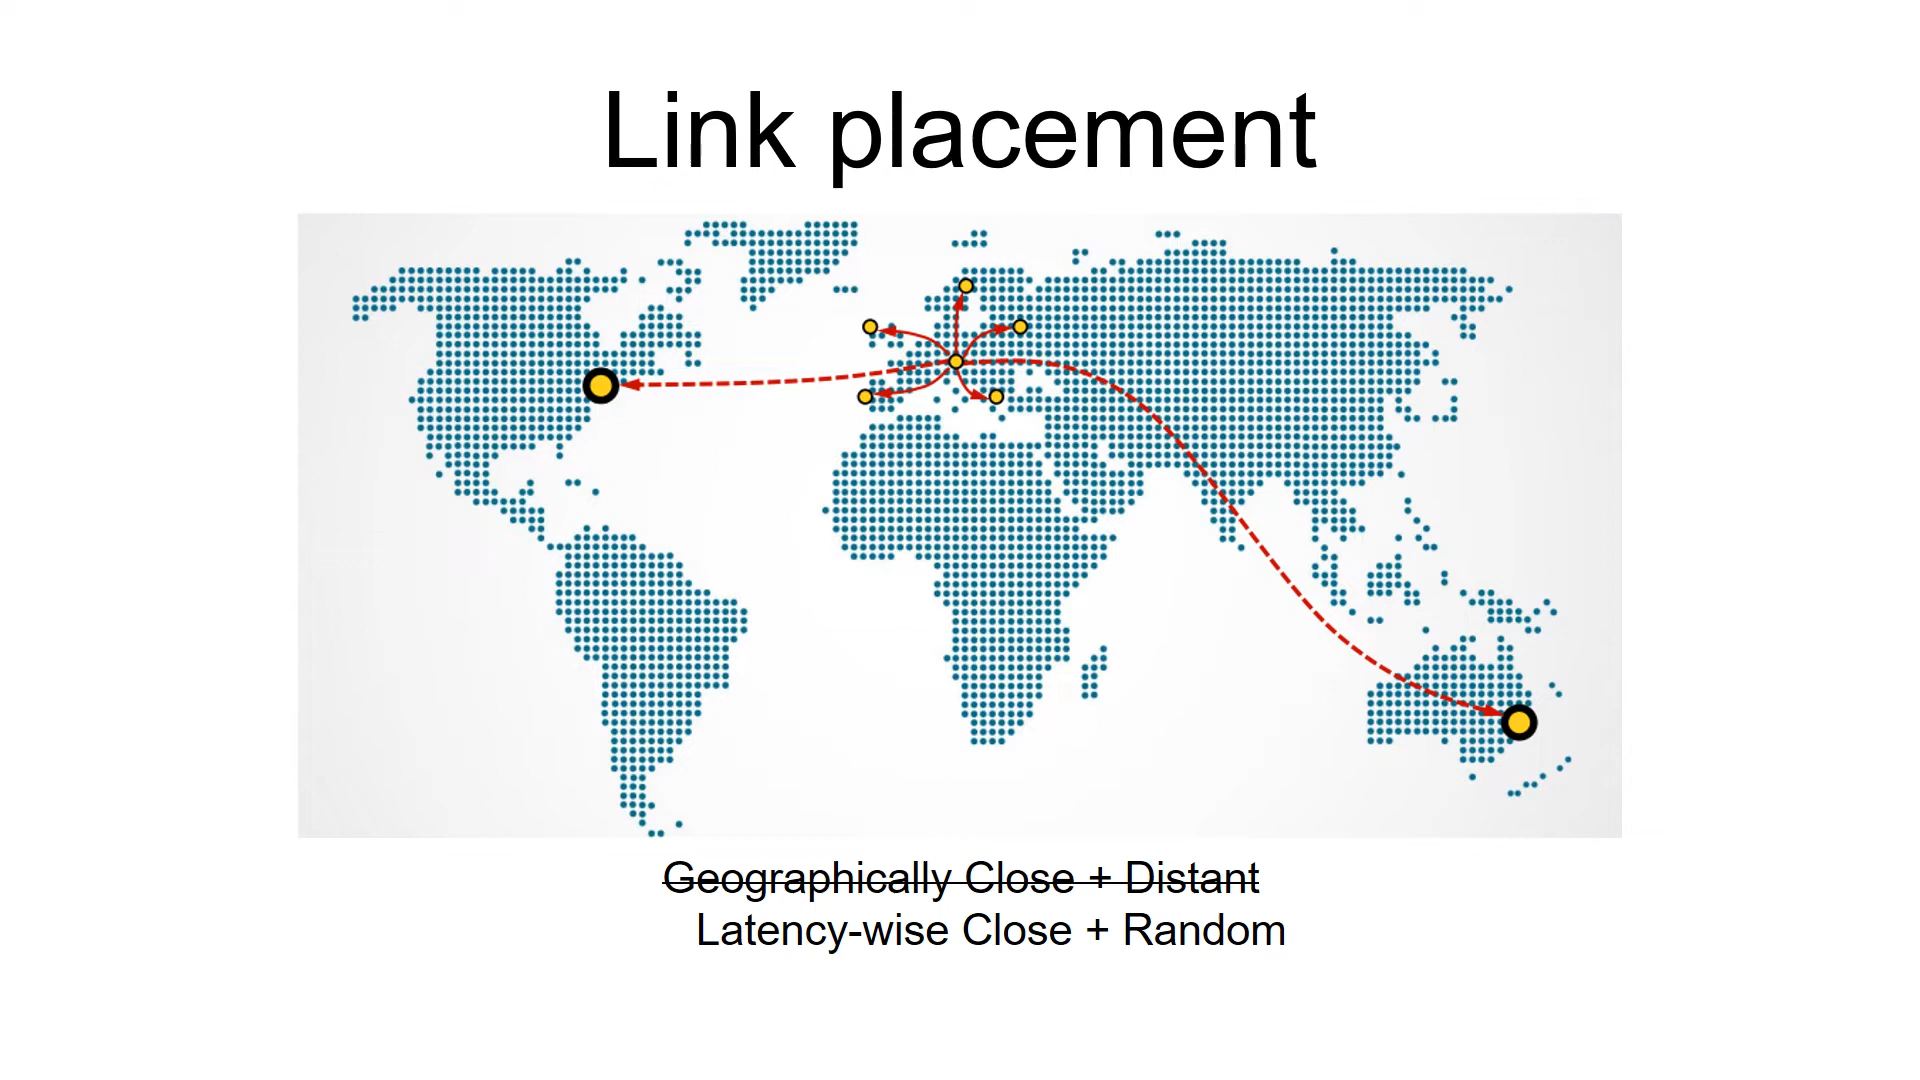 Link placement
Geographically Close + Distant
Latency-wise Close + Random